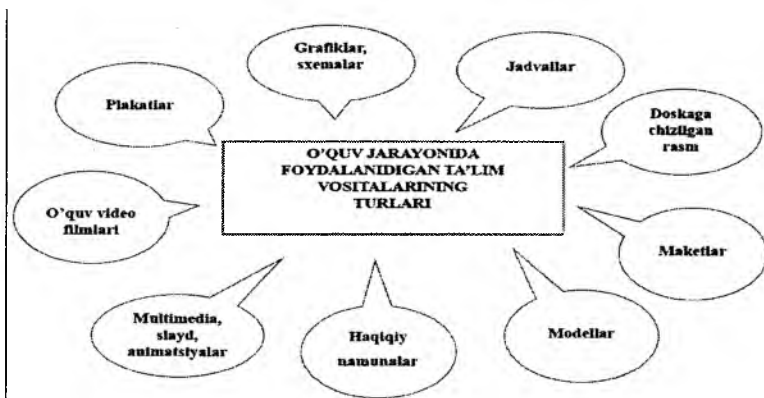 Grafiklar,
sxemalar
Jadvallar
Plakatlar
Doskaga
chizilgan
rasm
O'QUV JARAYONIDA
FOYDALANIDIGAN TA'LIM
VOSITALARINING
TURLARI
O'quv video
filmlari
Maketlar
Multimedia,
slayd,
animatsiyalar
Haqiqiy
namunalar
Modellar